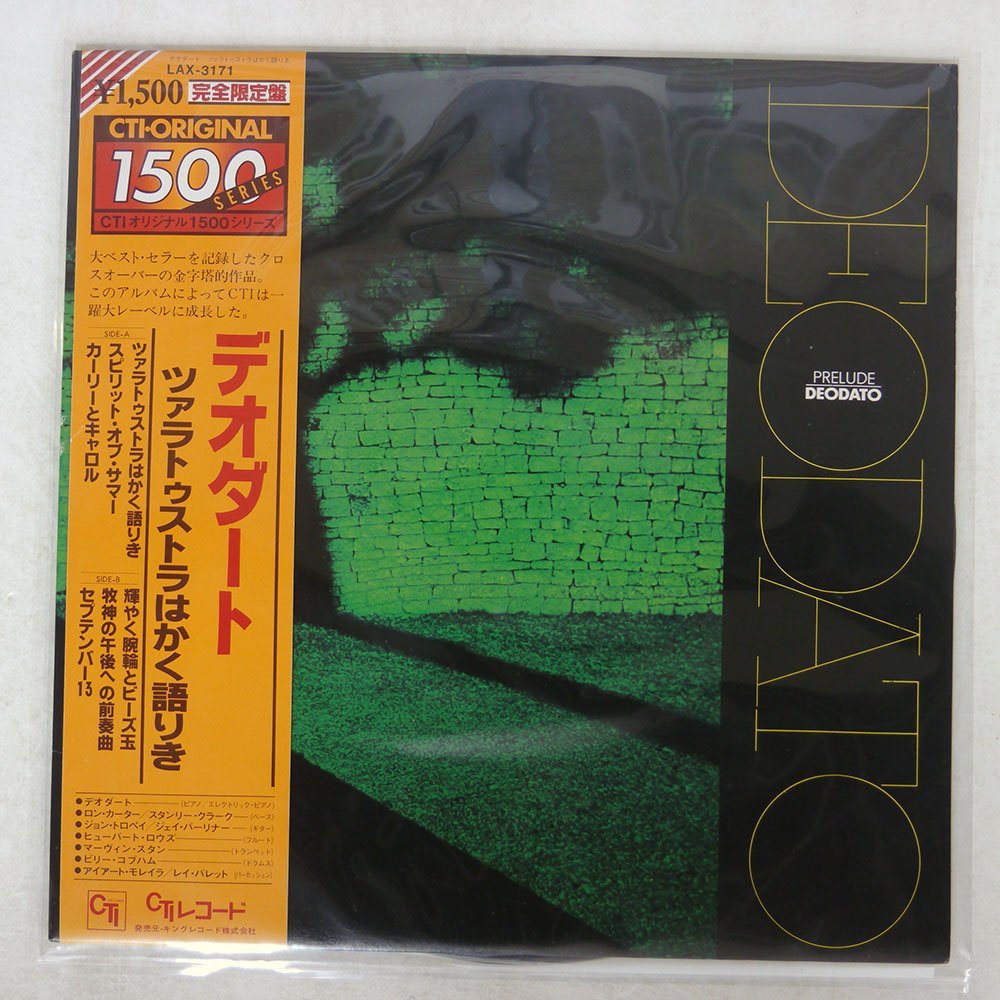 デオダート ツァラトゥストラはかく語りき
LAX-3171
¥1,500 完全限定盤
CTI・ORIGINAL
1500
SERIES
CTIオリジナル1500シリーズ
大ベスト・セラーを記録したクロ
スオーバーの金字塔的作品。
このアルバムによってCTIは一
躍大レーベルに成長した。
デオダート
ツァラトゥストラはかく語りき
SIDE-A
ツァラトゥストラはかく語りき
スピリット・オブ・サマー
カーリーとキャロル
SIDE-B
輝やく腕輪とビーズ玉
牧神の午後への前奏曲
セプテンバー13
●デオダート (ピアノ/エレクトリック・ピアノ)
●ロン・カーター/スタンリー・クラーク (ベース)
●ジョン・トロペイ/ジェイ・バーリナー (ギター)
●ヒューバート・ロウズ (フルート)
●マーヴィン・スタン (トランペット)
●ビリー・コブハム (ドラムス)
●アイアート・モレイラ/レイ・バレット (パーカッション)
CTI
CTIレコード
発売元・キングレコード株式会社
DEODATO
PRELUDE
DEODATO